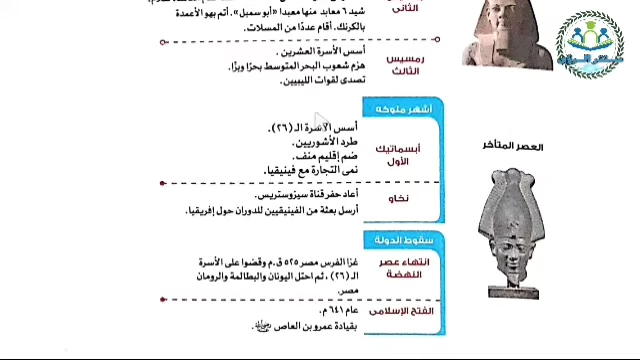 الثانى
شيد ٦ معابد منها معبدا «أبو سمبل». أتم بهو الأعمدة
بالكرنك. أقام عددًا من المسلات.
رمسيس
الثالث
أسس الأسرة العشرين.
هزم شعوب البحر المتوسط بحرًا وبرًا.
تصدى لقوات الليبيين.
العصر المتأخر
أشهر ملوكه
أبسماتيك
الأول
أسس الأسرة الـ (٢٦).
طرد الأشوريين.
ضم إقليم منف.
نمى التجارة مع فينيقيا.
نخاو
أعاد حفر قناة سيزوستريس.
أرسل بعثة من الفينيقيين للدوران حول إفريقيا.
سقوط الدولة
انتهاء عصر
النهضة
غزا الفرس مصر ٥٢٥ ق.م وقضوا على الأسرة
الـ (٢٦)، ثم احتل اليونان والبطالمة والرومان
مصر.
الفتح الإسلامى
عام ٦٤١ م.
بقيادة عمرو بن العاص